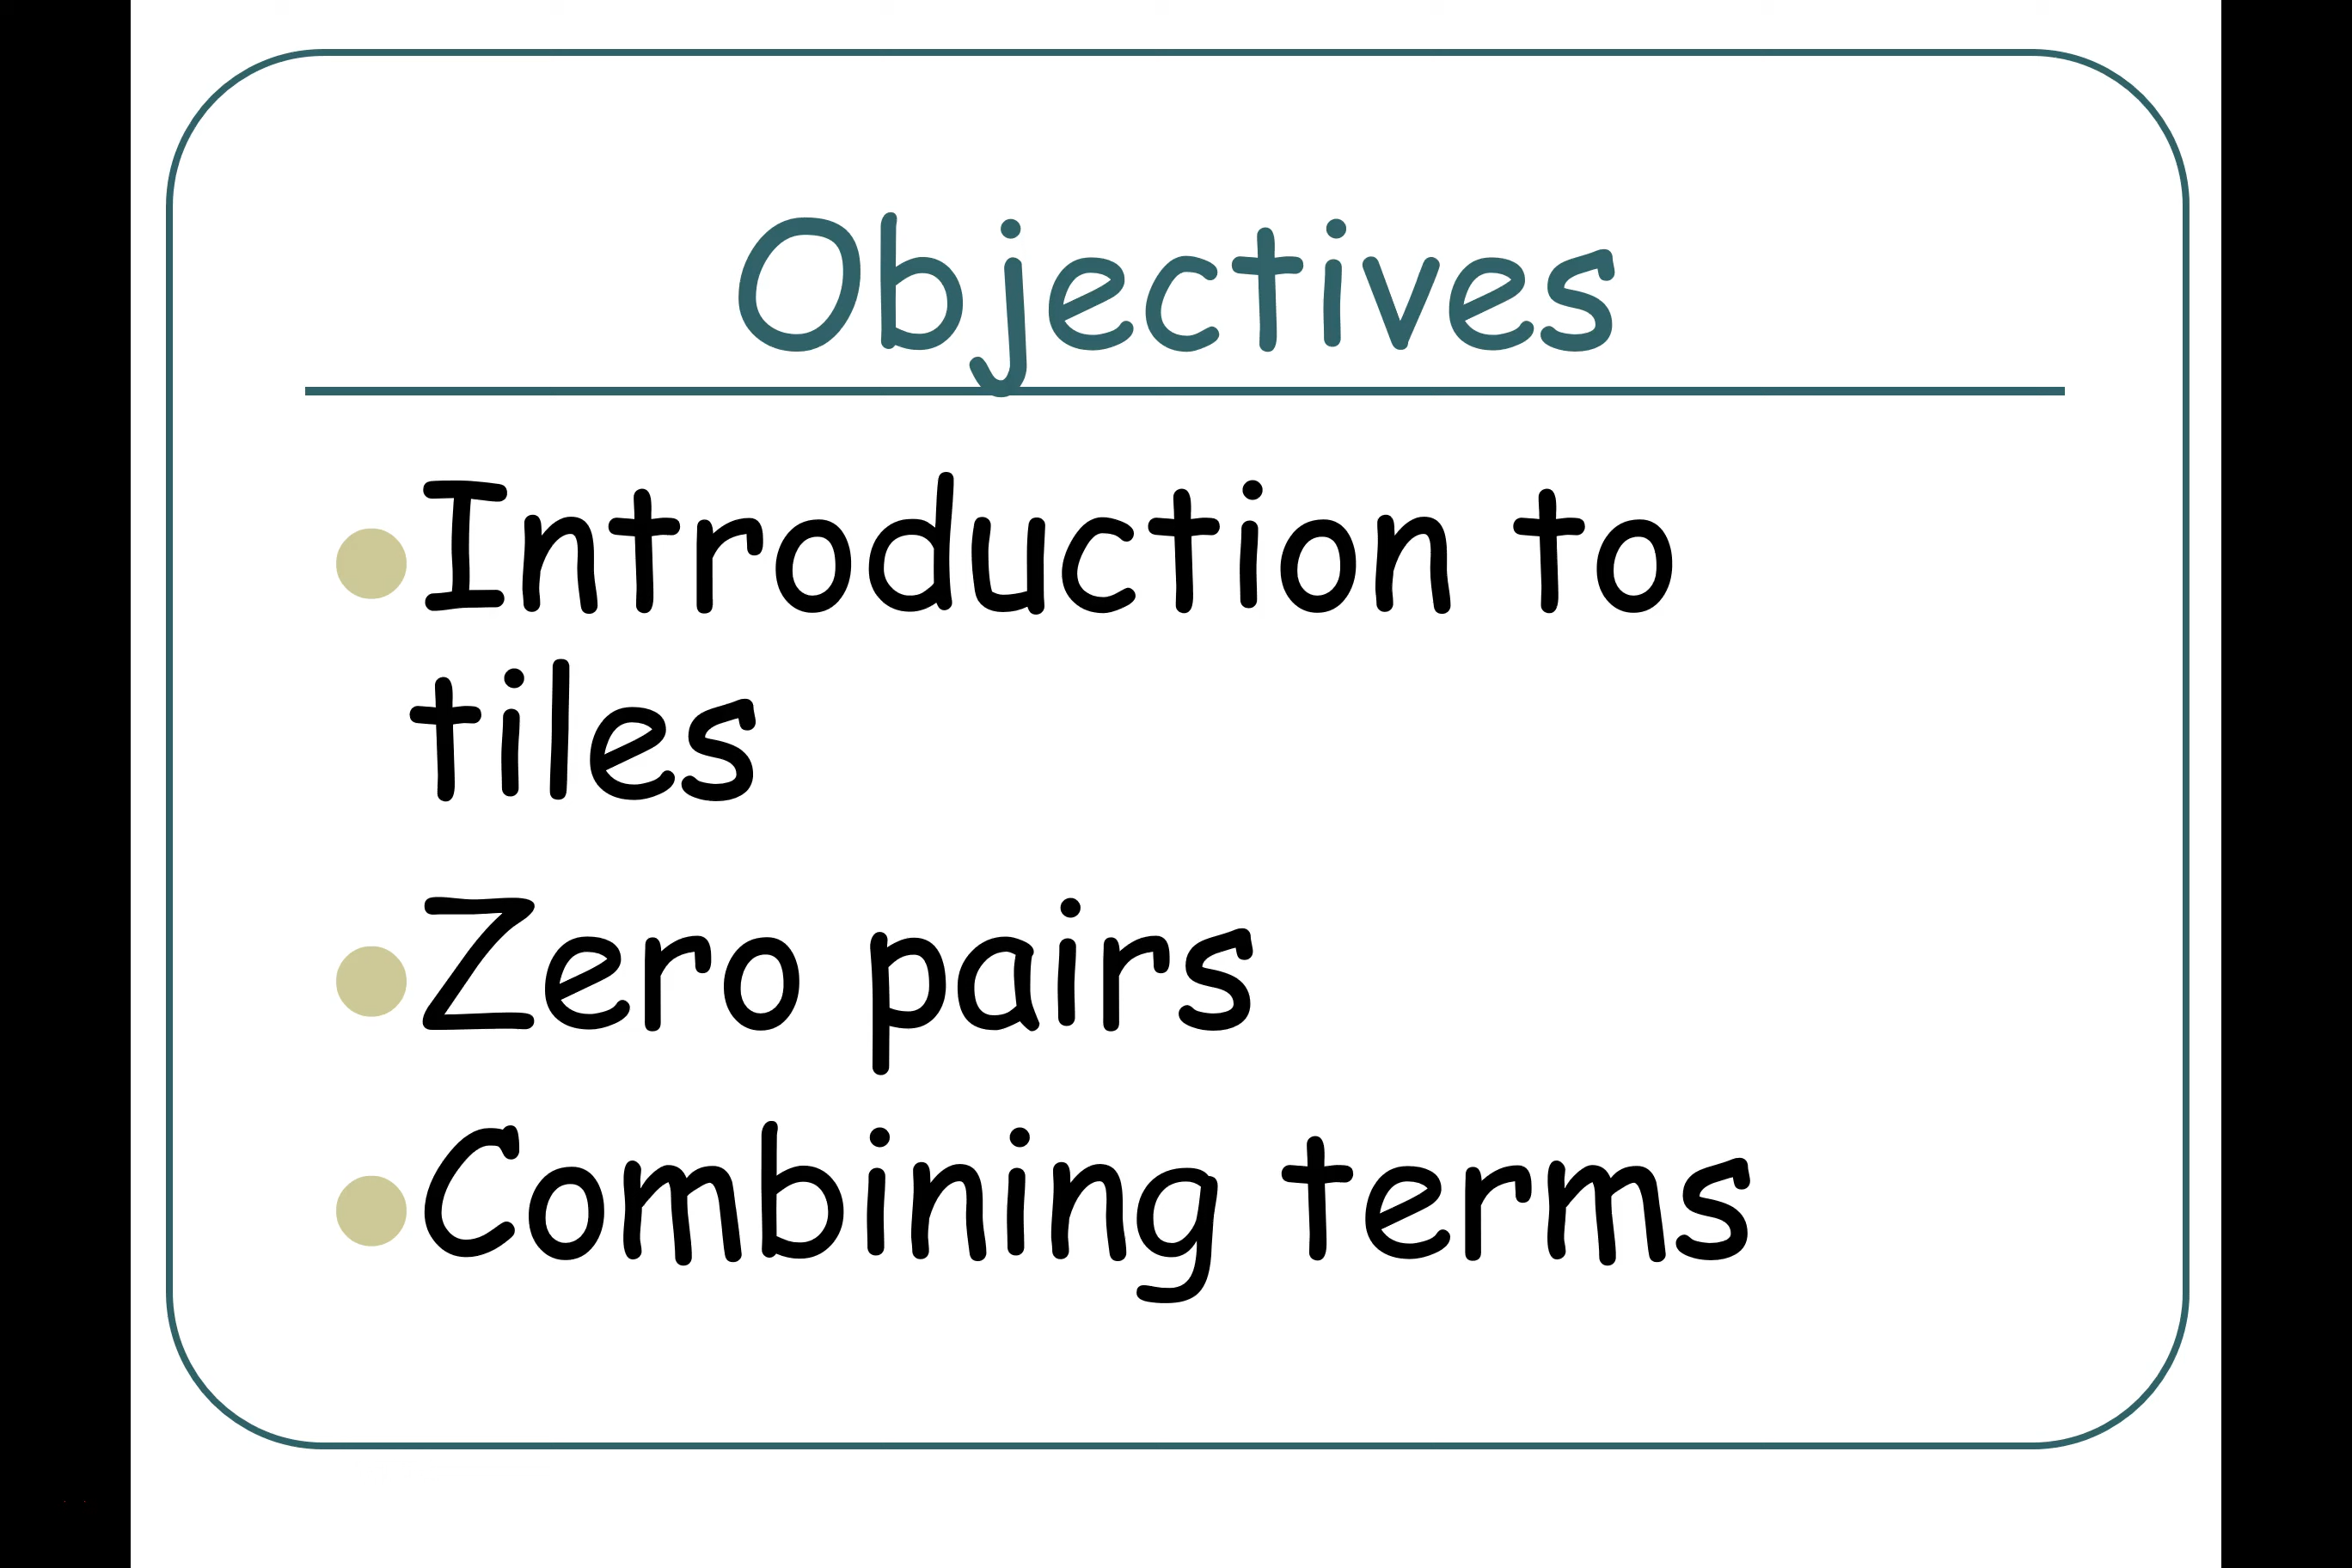 Objectives
Introduction to
tiles
Zero pairs
Combining terms